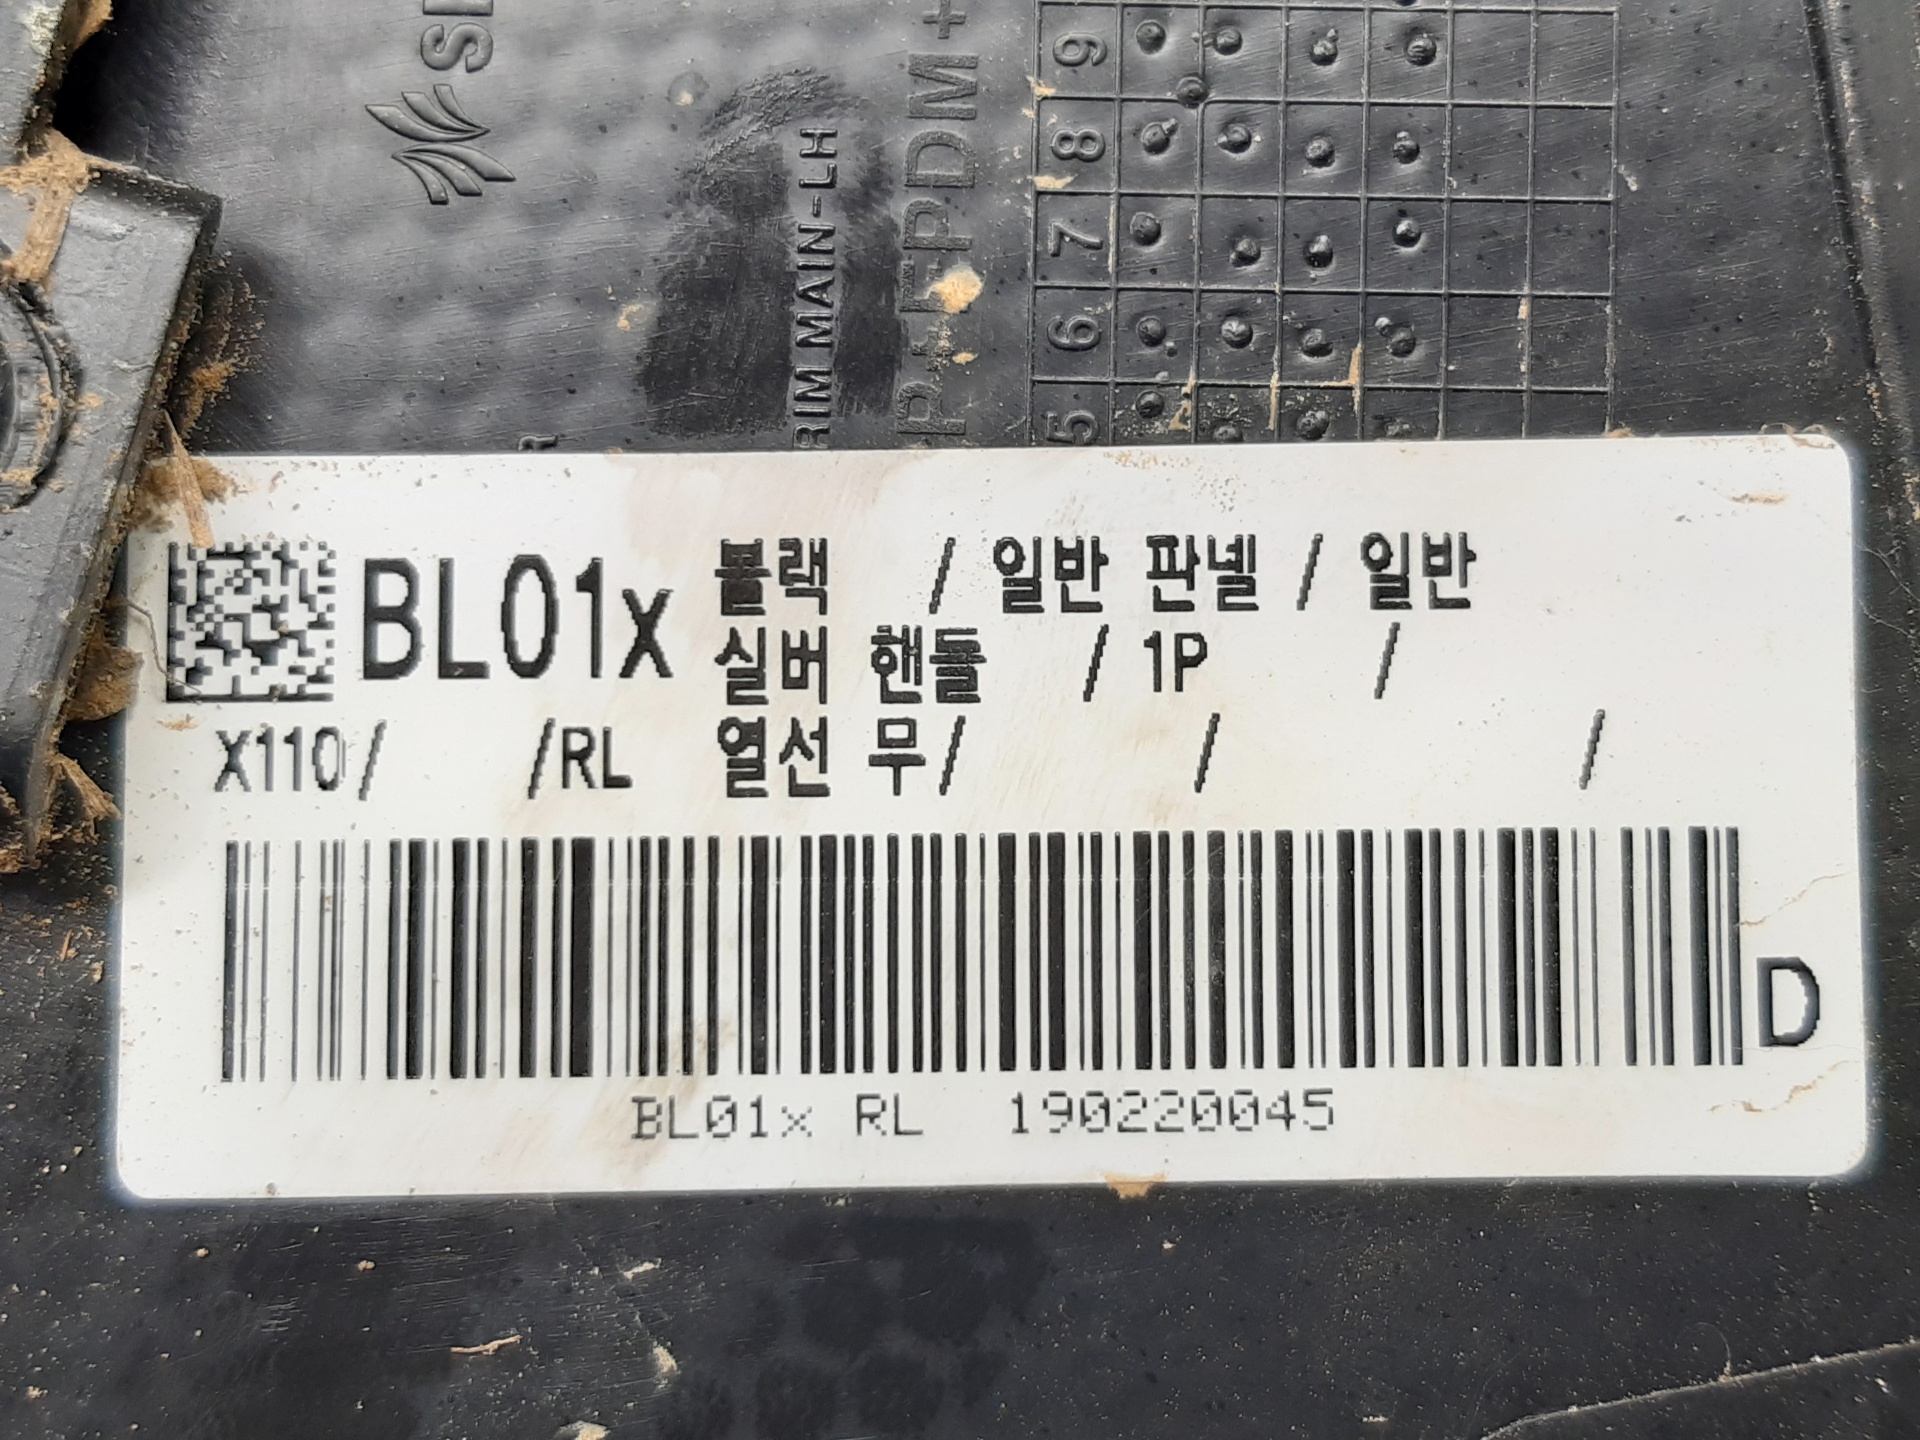 9
8
7
6
5
RIM MAIN-LH
BL01x 블랙 / 일반 판넬 / 일반
실버 핸들 / 1P /
X110/ /RL 열선 무/ / /
D
BL01x RL 190220045